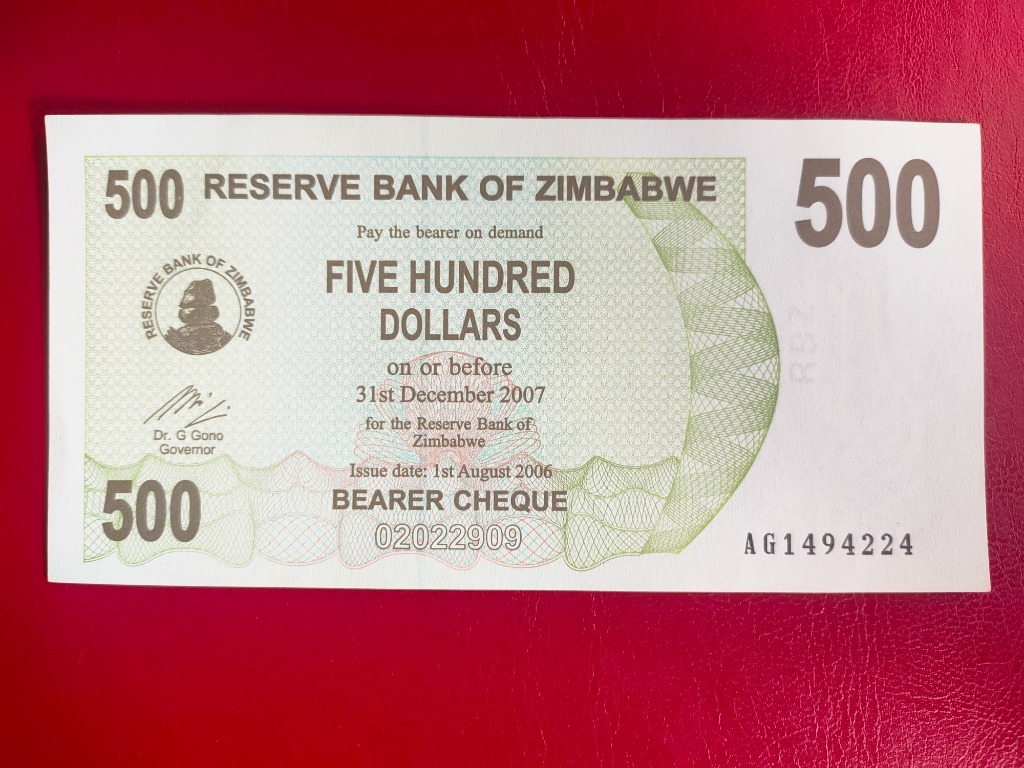 500 RESERVE BANK OF ZIMBABWE 500
Pay the bearer on demand
FIVE HUNDRED
DOLLARS
RESERVE BANK OF ZIMBABWE
on or before
31st December 2007
for the Reserve Bank of
Zimbabwe
Dr. G Gono
Governor
Issue date: 1st August 2006
500 BEARER CHEQUE
02022909
AG1494224
RBZ